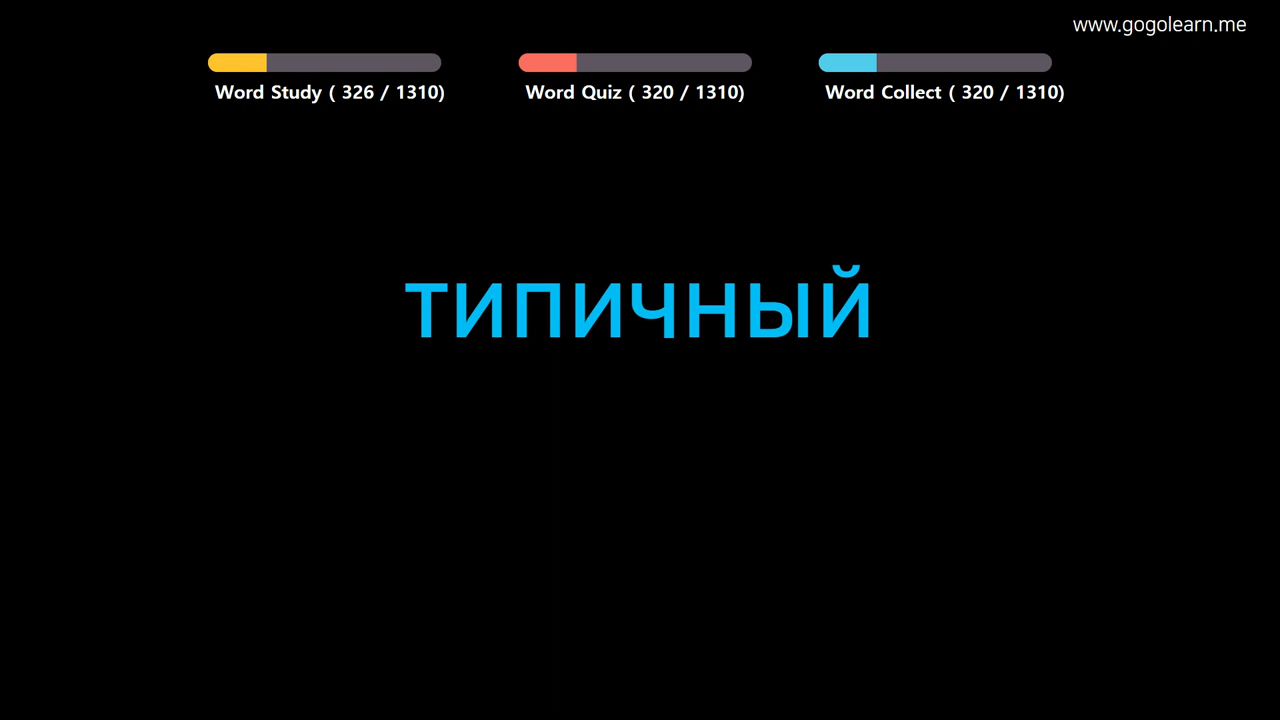 www.gogolearn.me
Word Study ( 326 / 1310)
Word Quiz ( 320 / 1310)
Word Collect ( 320 / 1310)
типичный